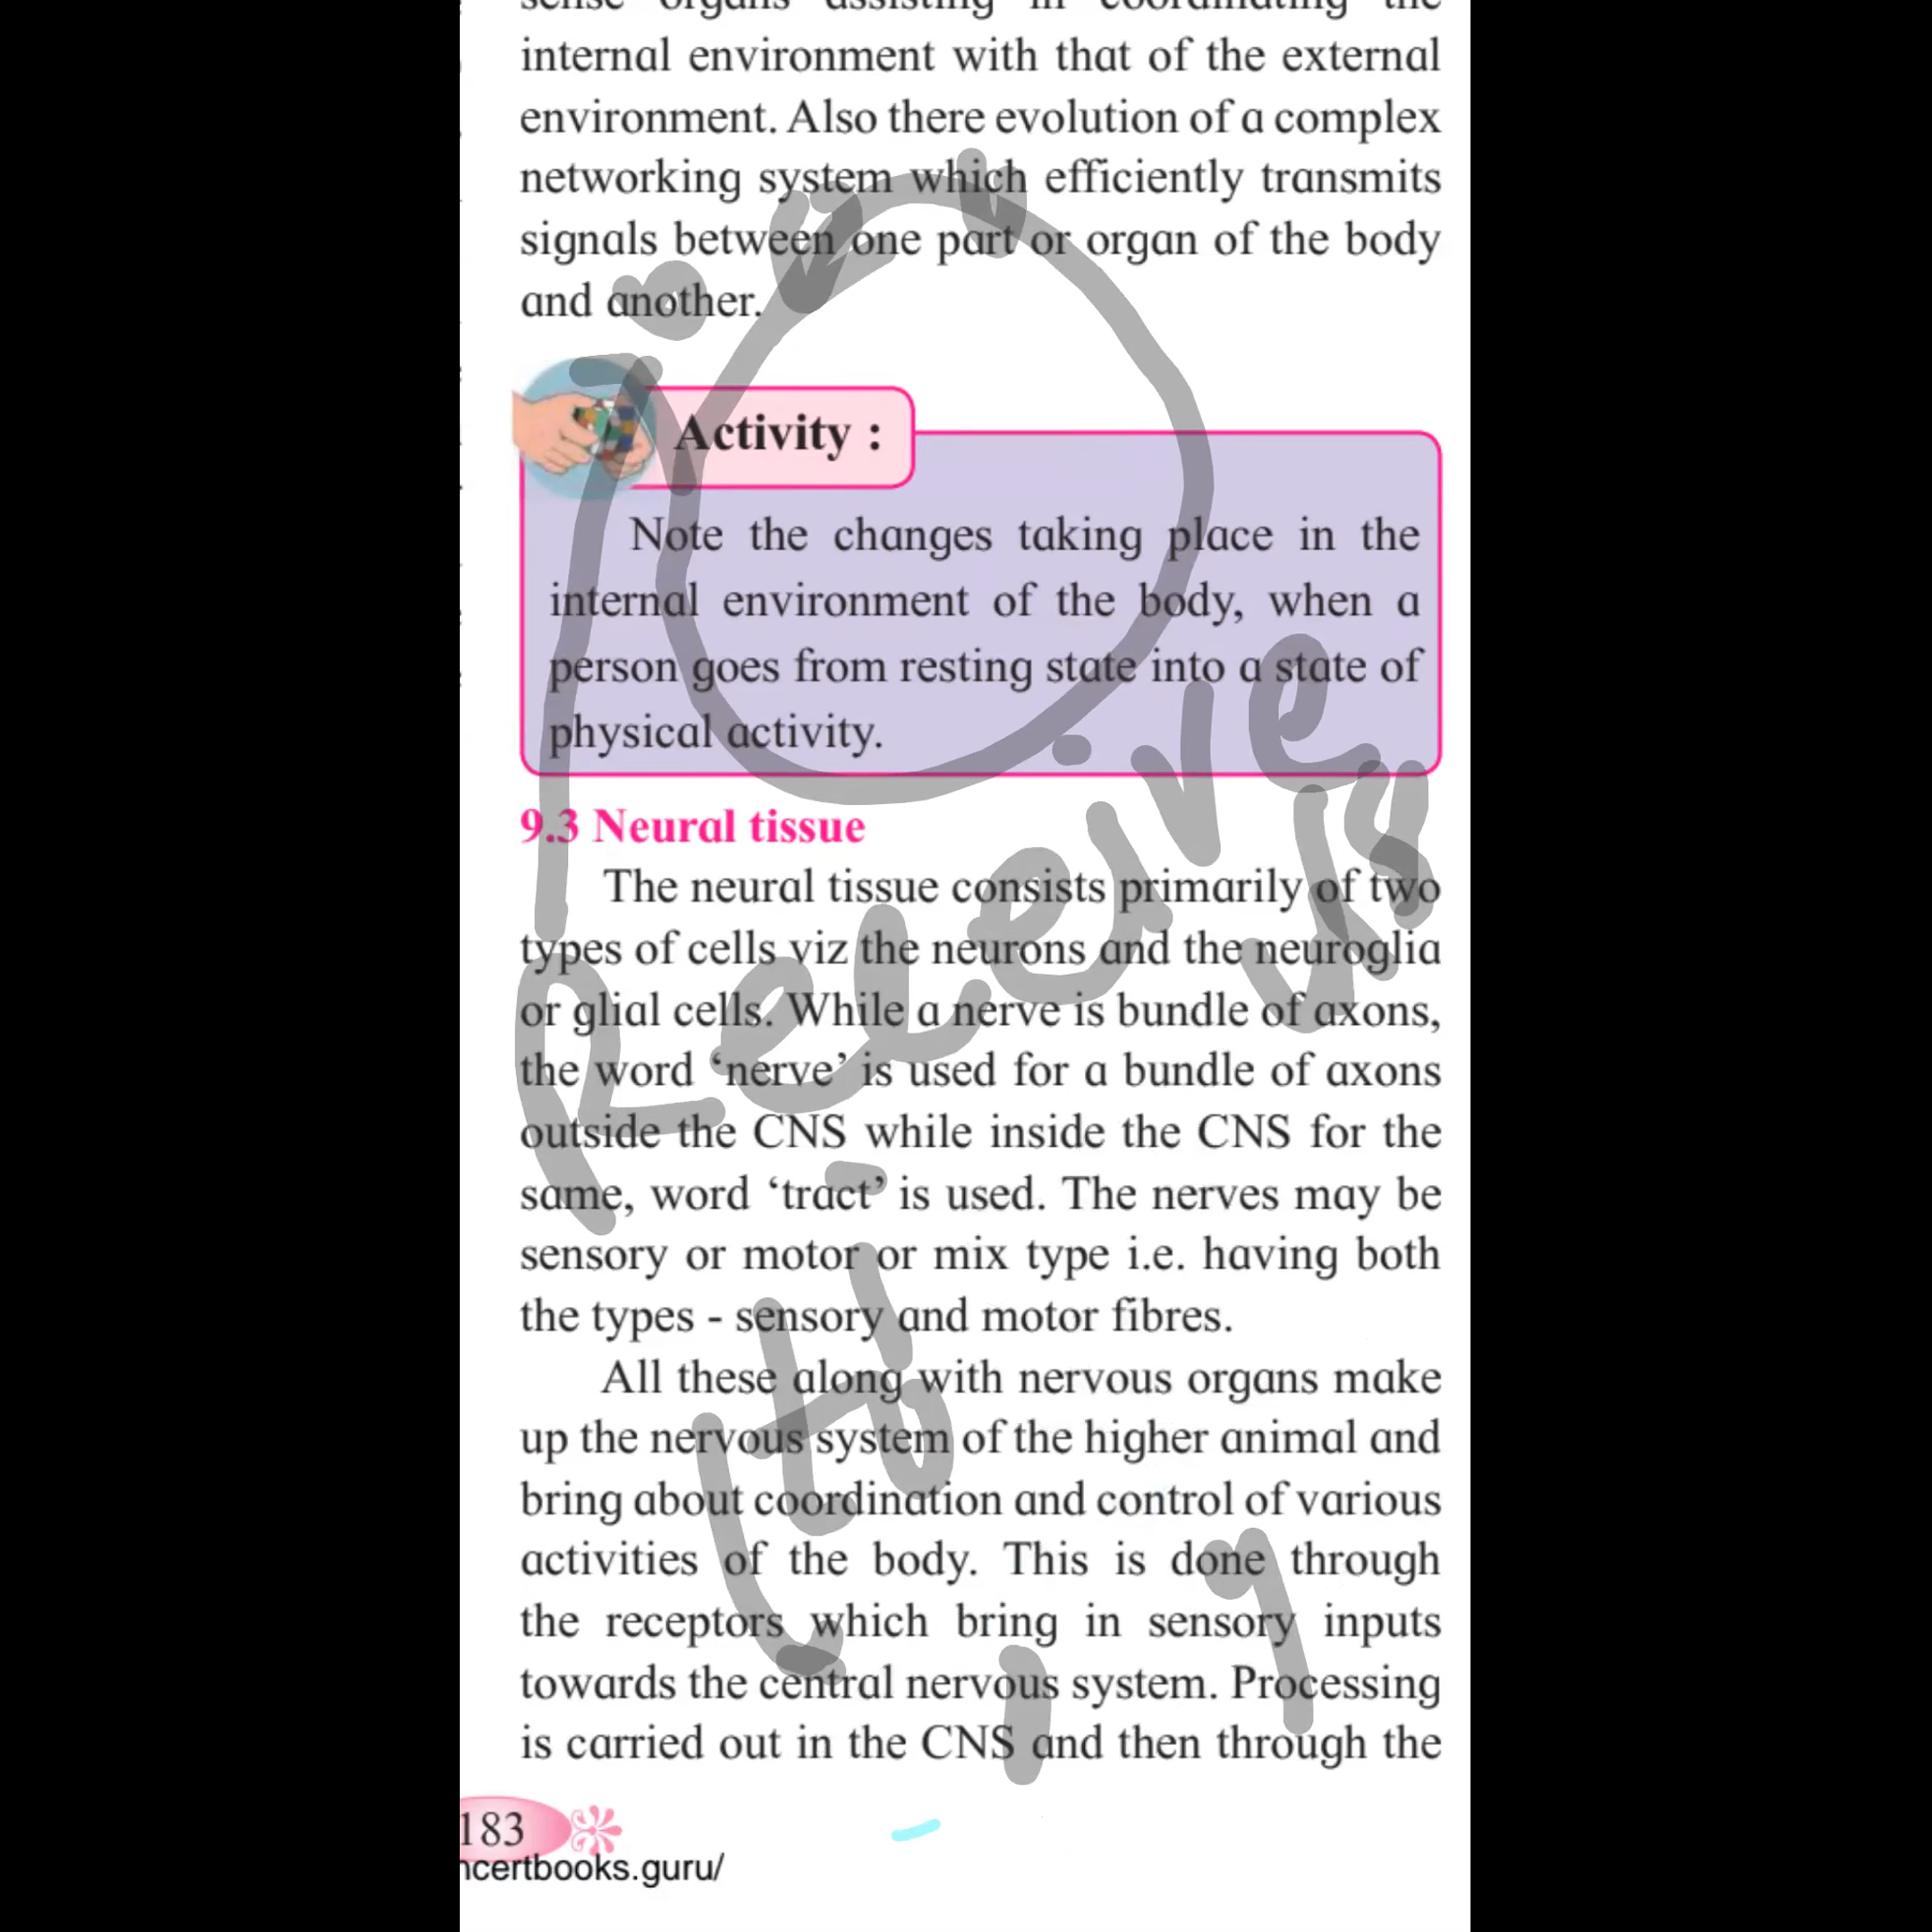 internal environment with that of the external
environment. Also there evolution of a complex
networking system which efficiently transmits
signals between one part or organ of the body
and another.
Activity :
Note the changes taking place in the
internal environment of the body, when a
person goes from resting state into a state of
physical activity.
9.3 Neural tissue
The neural tissue consists primarily of two
types of cells viz the neurons and the neuroglia
or glial cells. While a nerve is bundle of axons,
the word ‘nerve’ is used for a bundle of axons
outside the CNS while inside the CNS for the
same, word ‘tract’ is used. The nerves may be
sensory or motor or mix type i.e. having both
the types - sensory and motor fibres.
All these along with nervous organs make
up the nervous system of the higher animal and
bring about coordination and control of various
activities of the body. This is done through
the receptors which bring in sensory inputs
towards the central nervous system. Processing
is carried out in the CNS and then through the
183
ncertbooks.guru/
Receive